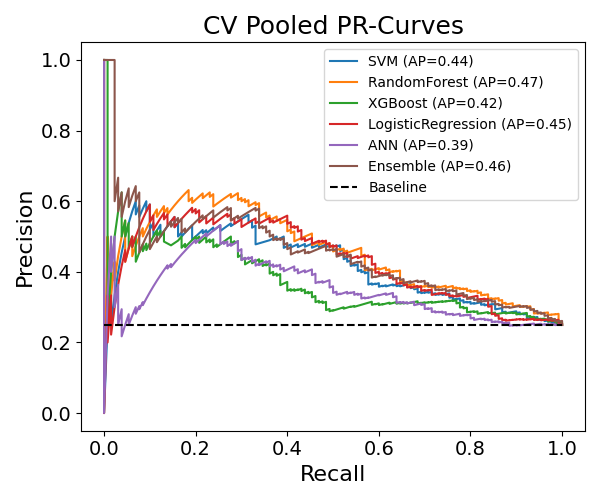 CV Pooled PR-Curves
SVM (AP=0.44)
RandomForest (AP=0.47)
XGBoost (AP=0.42)
LogisticRegression (AP=0.45)
ANN (AP=0.39)
Ensemble (AP=0.46)
Baseline
Precision
1.0
0.8
0.6
0.4
0.2
0.0
0.0 0.2 0.4 0.6 0.8 1.0
Recall